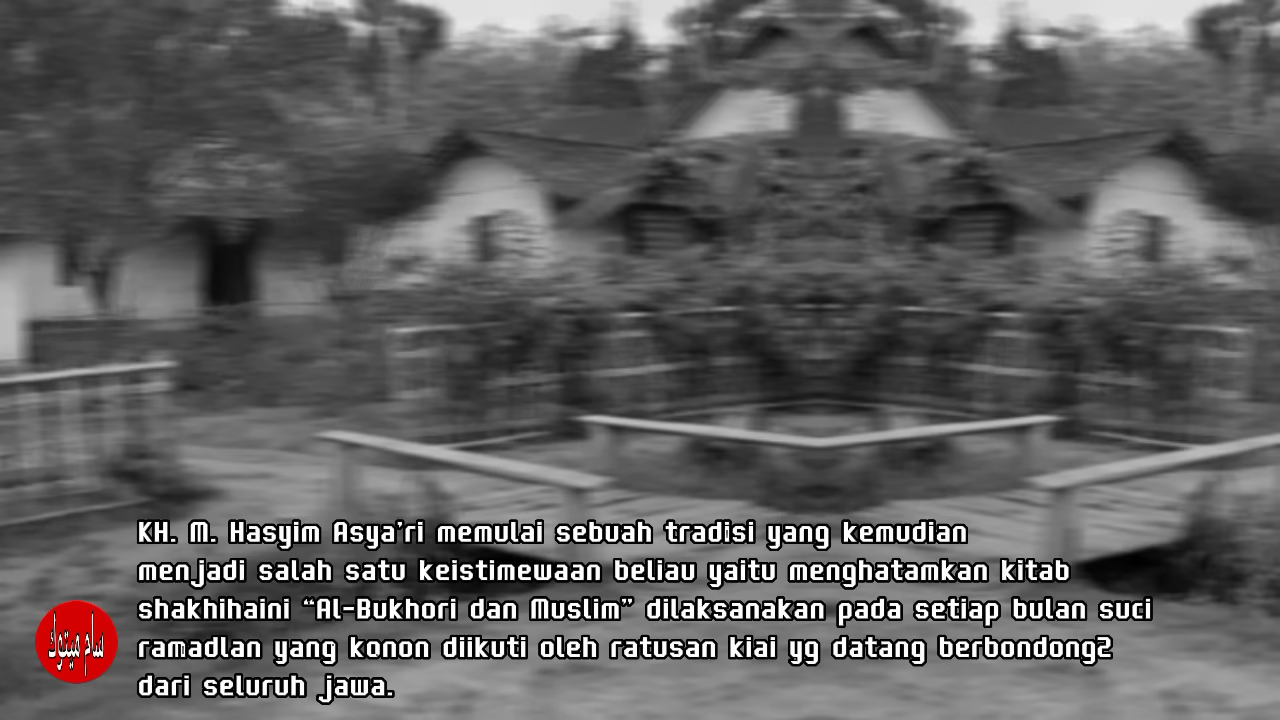 KH. M. Hasyim Asya'ri memulai sebuah tradisi yang kemudian
menjadi salah satu keistimewaan beliau yaitu menghatamkan kitab
shakhihaini “Al-Bukhori dan Muslim” dilaksanakan pada setiap bulan suci
ramadlan yang konon diikuti oleh ratusan kiai yg datang berbondong2
dari seluruh jawa.